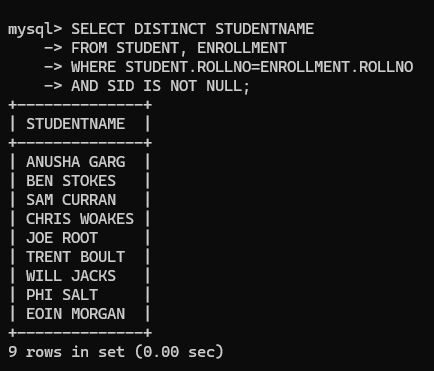 mysql> SELECT DISTINCT STUDENTNAME
    -> FROM STUDENT, ENROLLMENT
    -> WHERE STUDENT.ROLLNO=ENROLLMENT.ROLLNO
    -> AND SID IS NOT NULL;
+--------------+
| STUDENTNAME  |
+--------------+
| ANUSHA GARG  |
| BEN STOKES   |
| SAM CURRAN   |
| CHRIS WOAKES |
| JOE ROOT     |
| TRENT BOULT  |
| WILL JACKS   |
| PHI SALT     |
| EOIN MORGAN  |
+--------------+
9 rows in set (0.00 sec)